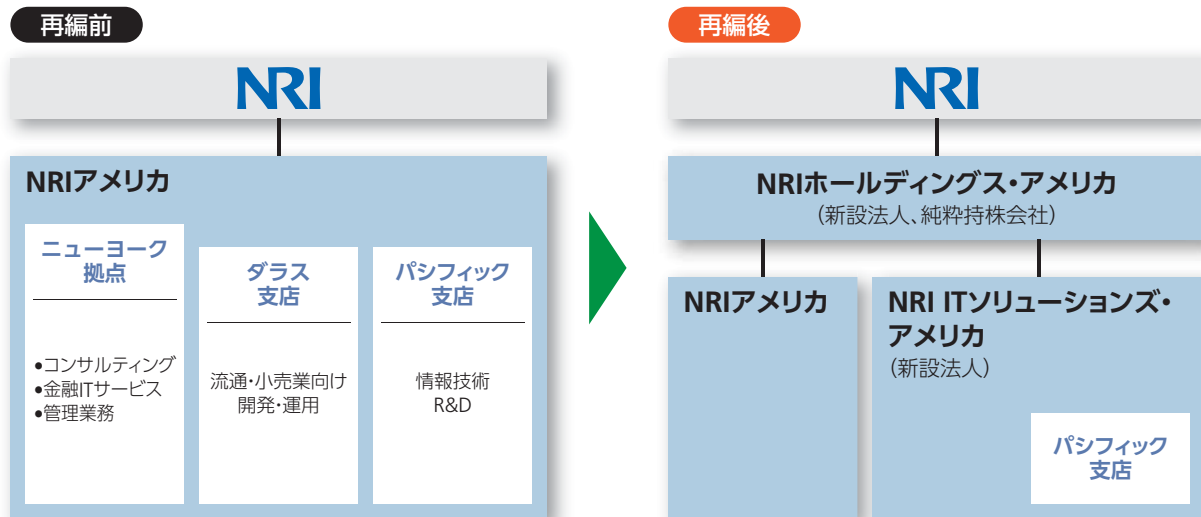 再編前
NRI
NRIアメリカ
ニューヨーク
拠点
●コンサルティング
●金融ITサービス
●管理業務
ダラス
支店
流通・小売業向け
開発・運用
パシフィック
支店
情報技術
R&D
再編後
NRI
NRIホールディングス・アメリカ
（新設法人、純粋持株会社）
NRIアメリカ
NRI ITソリューションズ・
アメリカ
（新設法人）
パシフィック
支店